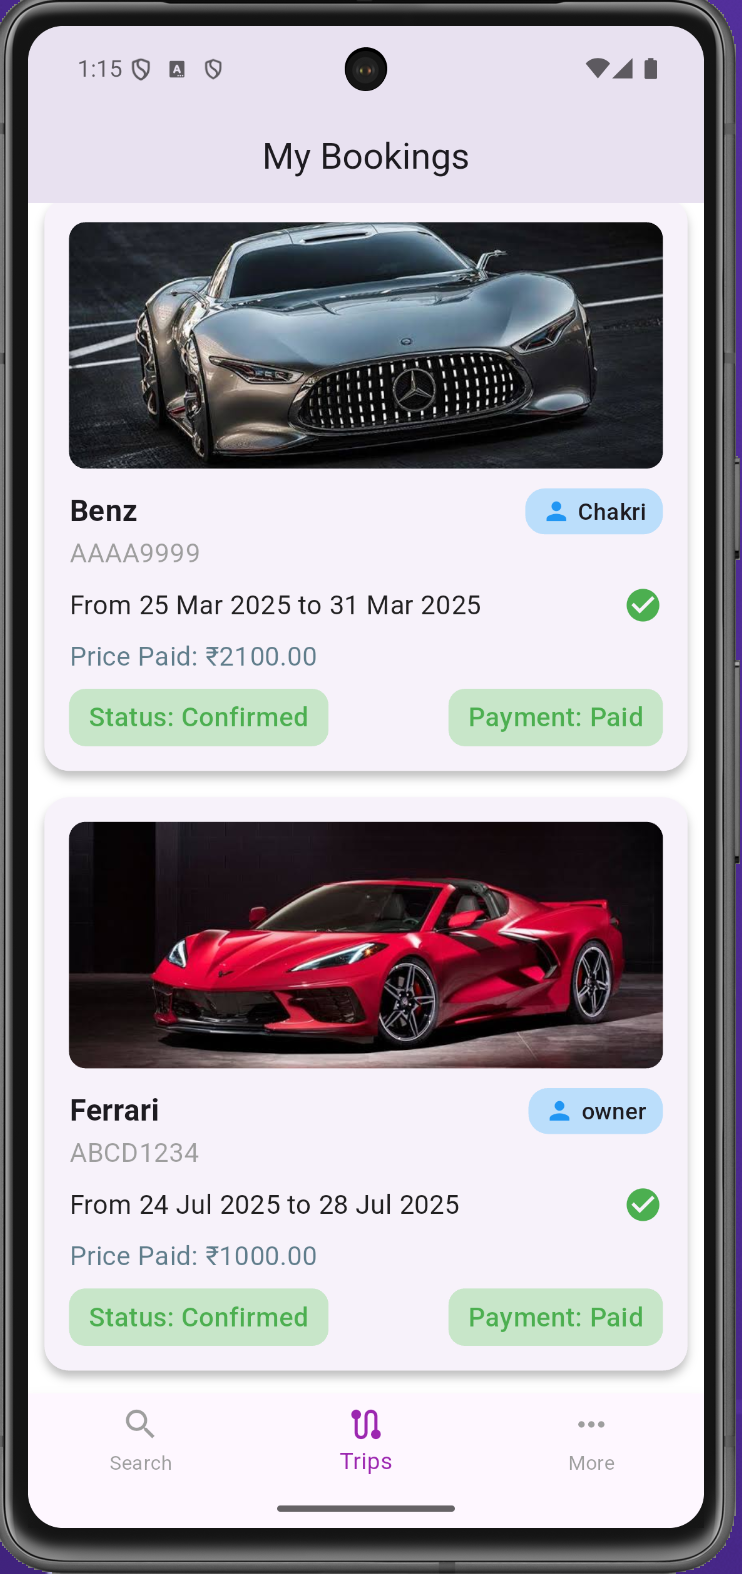 1:15
My Bookings
Benz
Chakri
AAAA9999
From 25 Mar 2025 to 31 Mar 2025
Price Paid: ₹2100.00
Status: Confirmed
Payment: Paid
Ferrari
owner
ABCD1234
From 24 Jul 2025 to 28 Jul 2025
Price Paid: ₹1000.00
Status: Confirmed
Payment: Paid
Search
Trips
More